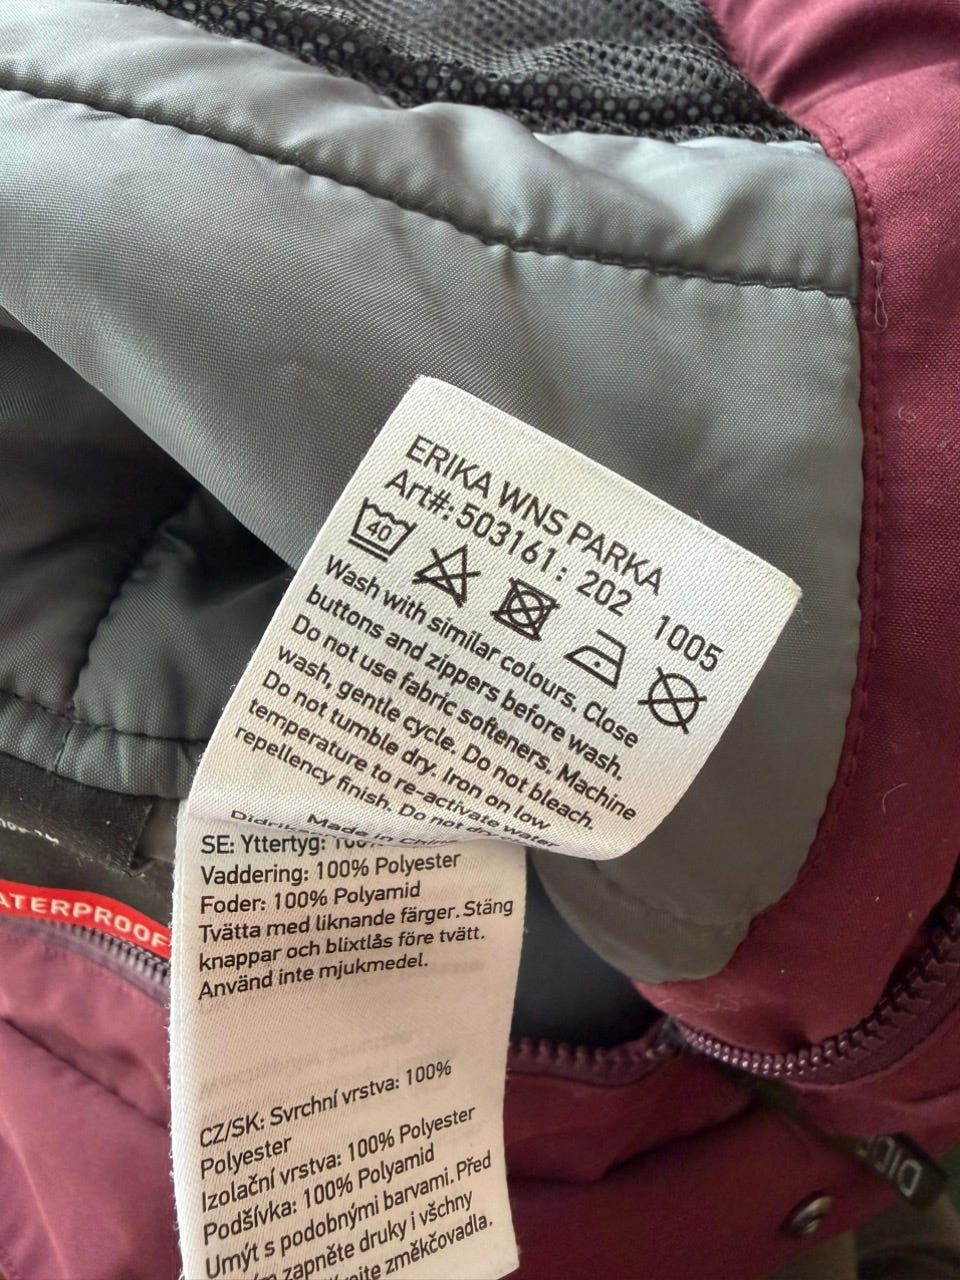 ERIKA WNS PARKA
Art#: 503161: 202 1005
40
Wash with similar colours. Close
buttons and zippers before wash.
Do not use fabric softeners. Machine
wash, gentle cycle. Do not bleach.
Do not tumble dry. Iron on low
temperature to re-activate water
repellency finish. Do not dry
Made in China
SE: Yttertyg:
Vaddering: 100% Polyester
Foder: 100% Polyamid
Tvätta med liknande färger. Stäng
knappar och blixtlås före tvätt.
Använd inte mjukmedel.
CZ/SK: Svrchní vrstva: 100%
Polyester
Izolační vrstva: 100% Polyester
Podšívka: 100% Polyamid
Umýt s podobnými barvami. Před
zapněte druky i všchny
změkčovadla.
ATERPROOF
DIDR